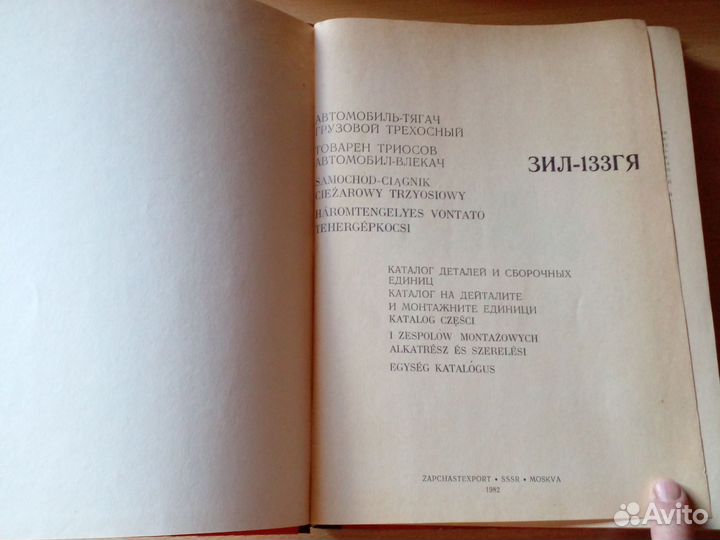 АВТОМОБИЛЬ-ТЯГАЧ
ГРУЗОВОЙ ТРЕХОСНЫЙ
ТОВАРЕН ТРИОСОВ
АВТОМОБИЛ-ВЛЕКАЧ
SAMOCHOD-CIĄGNIK
CIEŻAROWY TRZYOSIOWY
HÁROMTENGELYES VONTATO
TEHERGÉPKOCSI
ЗИЛ-133ГЯ
КАТАЛОГ ДЕТАЛЕЙ И СБОРОЧНЫХ
ЕДИНИЦ
КАТАЛОГ НА ДЕЙТАЛИТЕ
И МОНТАЖНИТЕ ЕДИНИЦИ
KATALOG CZĘŚCI
I ZESPOLÓW MONTAŻOWYCH
ALKATRÉSZ ÉS SZERELÉSI
EGYSÉG KATALÓGUS
ZAPCHASTEXPORT • SSSR • MOSKVA
1982
Avito